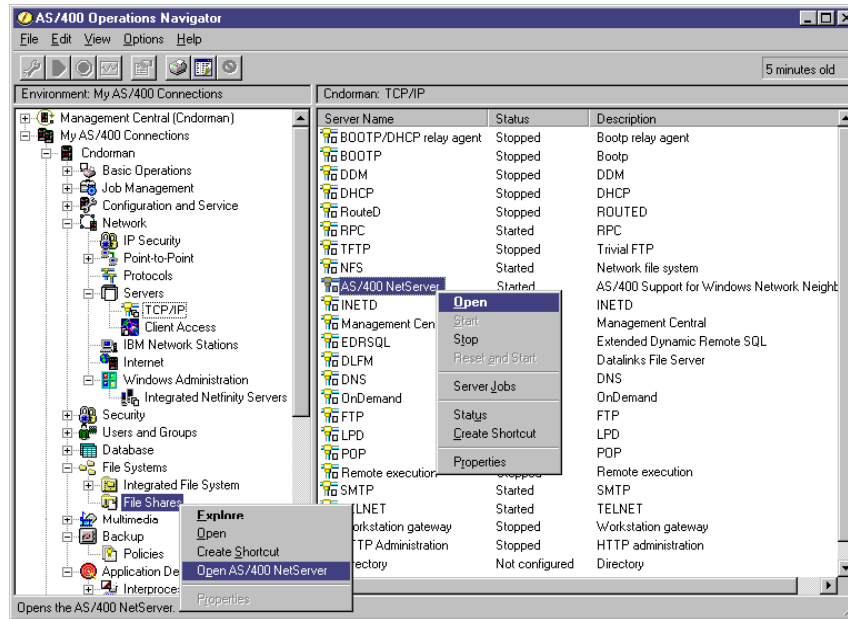 AS/400 Operations Navigator
File Edit View Options Help
5 minutes old
Environment: My AS/400 Connections
Cndorman: TCP/IP
Management Central (Cndorman)
My AS/400 Connections
Cndorman
Basic Operations
Job Management
Configuration and Service
Network
IP Security
Point-to-Point
Protocols
Servers
TCP/IP
Client Access
IBM Network Stations
Internet
Windows Administration
Integrated Netfinity Servers
Security
Users and Groups
Database
File Systems
Integrated File System
File Shares
Multimedia
Backup
Policies
Application De
Interproce
Server Name Status Description
BOOTP/DHCP relay agent Stopped Bootp relay agent
BOOTP Stopped Bootp
DDM Stopped DDM
DHCP Stopped DHCP
RouteD Stopped ROUTED
RPC Started RPC
TFTP Stopped Trivial FTP
NFS Started Network file system
AS/400 NetServer Started AS/400 Support for Windows Network Neighb
INETD INETD
Management Cen Management Central
EDRSQL Extended Dynamic Remote SQL
DLFM Datalinks File Server
DNS DNS
OnDemand OnDemand
FTP FTP
LPD LPD
POP POP
Remote execution Stopped Remote execution
SMTP Started SMTP
LNET Started TELNET
orkstation gateway Stopped Workstation gateway
TP Administration Stopped HTTP administration
ectory Not configured Directory
Open
Start
Stop
Reset and Start
Server Jobs
Status
Create Shortcut
Properties
Explore
Open
Create Shortcut
Open AS/400 NetServer
Properties
Opens the AS/400 NetServer.